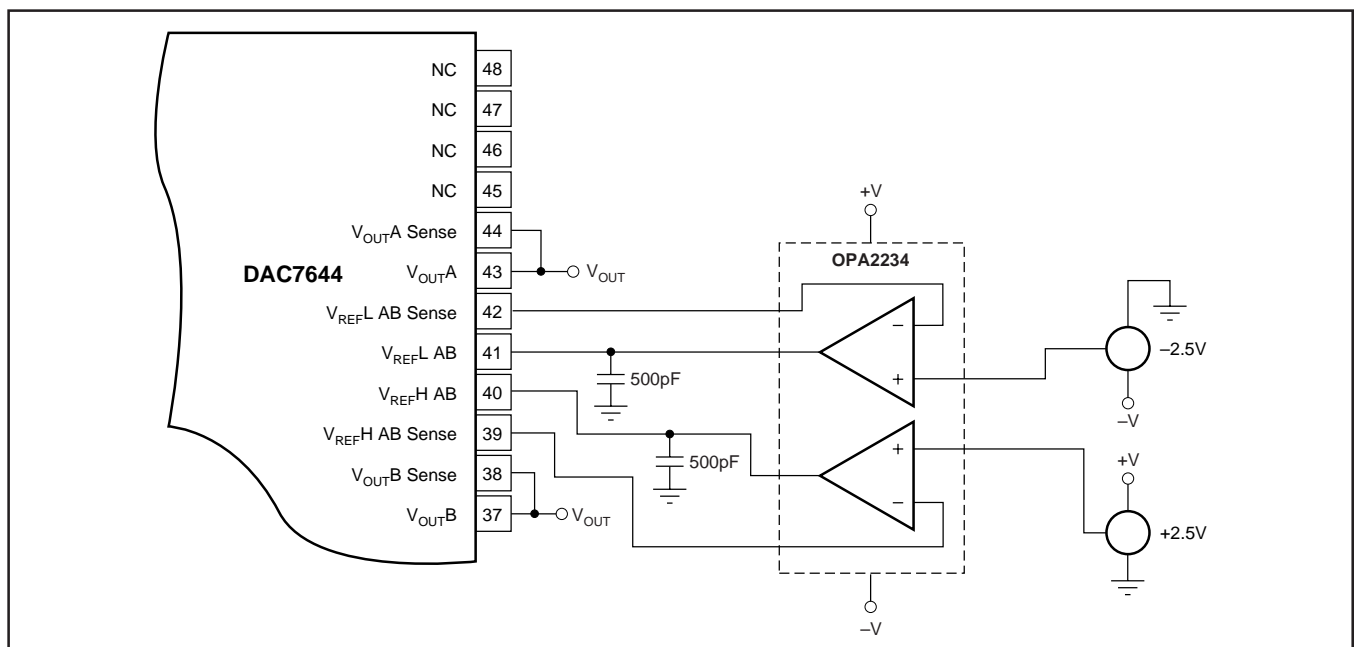 DAC7644
NC 48
NC 47
NC 46
NC 45
VOUTA Sense 44
VOUTA 43
VOUT
VREFL AB Sense 42
VREFL AB 41
VREFH AB 40
VREFH AB Sense 39
VOUTB Sense 38
VOUTB 37
VOUT
500pF
500pF
+V
OPA2234
–
+
+
–
–V
–2.5V
–V
+V
+2.5V